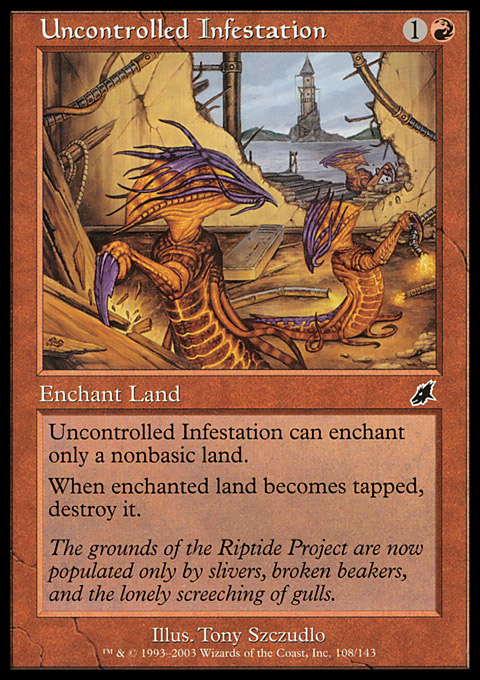 Uncontrolled Infestation 1
Enchant Land
Uncontrolled Infestation can enchant
only a nonbasic land.
When enchanted land becomes tapped,
destroy it.
The grounds of the Riptide Project are now
populated only by slivers, broken beakers,
and the lonely screeching of gulls.
Illus. Tony Szczudlo
™ & © 1993–2003 Wizards of the Coast, Inc. 108/143